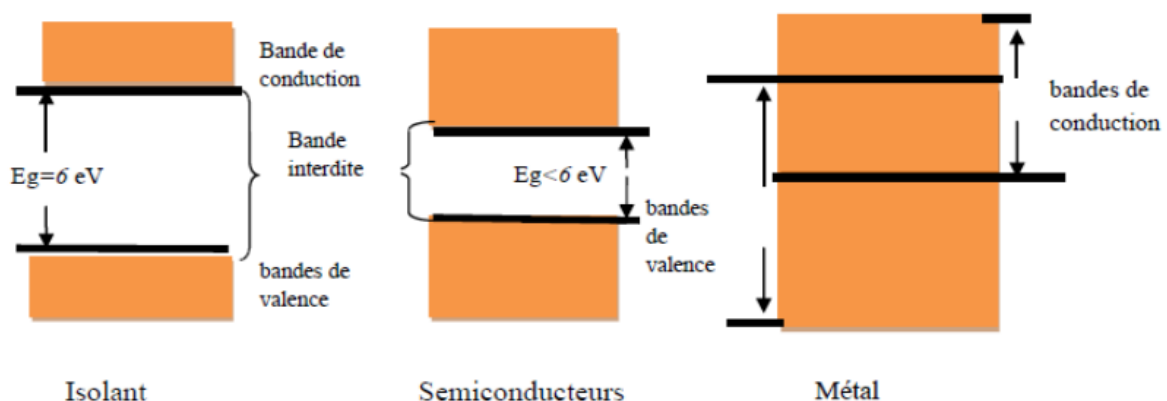 Bande de
conduction
Eg=6 eV
Bande
interdite
bandes de
valence
Eg<6 eV
bandes
de
valence
bandes de
conduction
Isolant
Semiconducteurs
Métal